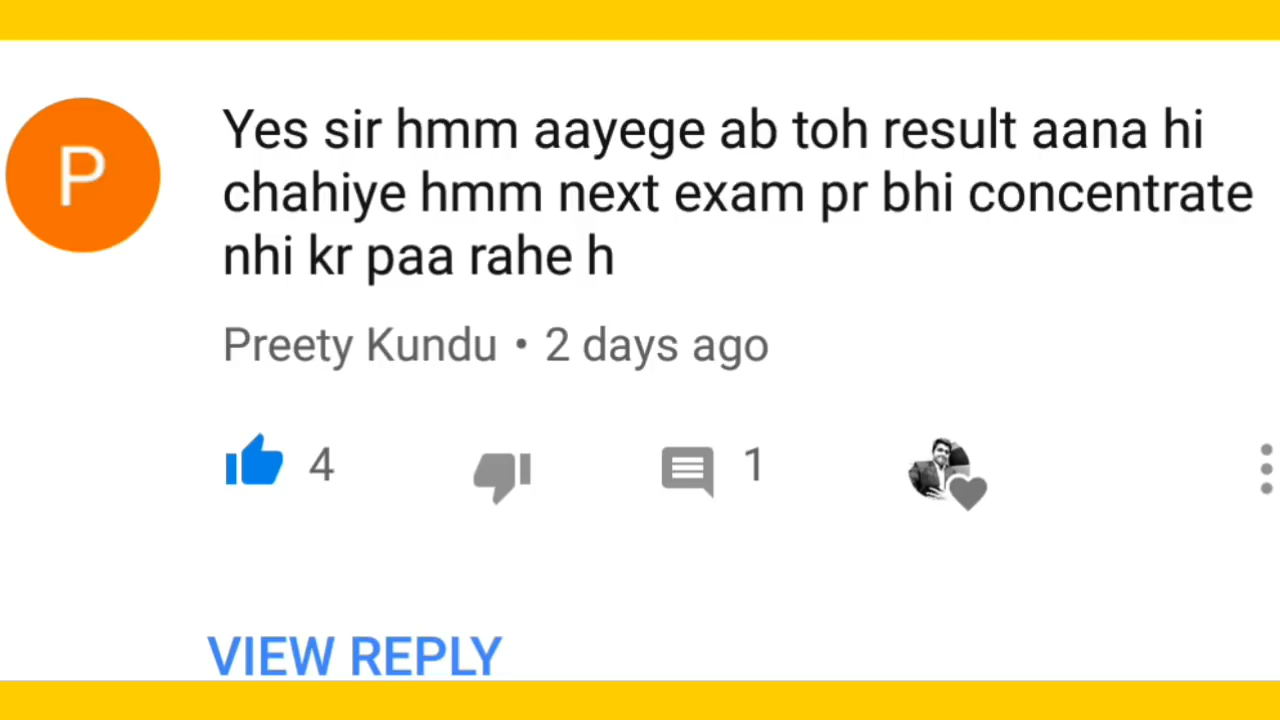 P
Yes sir hmm aayege ab toh result aana hi
chahiye hmm next exam pr bhi concentrate
nhi kr paa rahe h
Preety Kundu • 2 days ago
4
1
VIEW REPLY